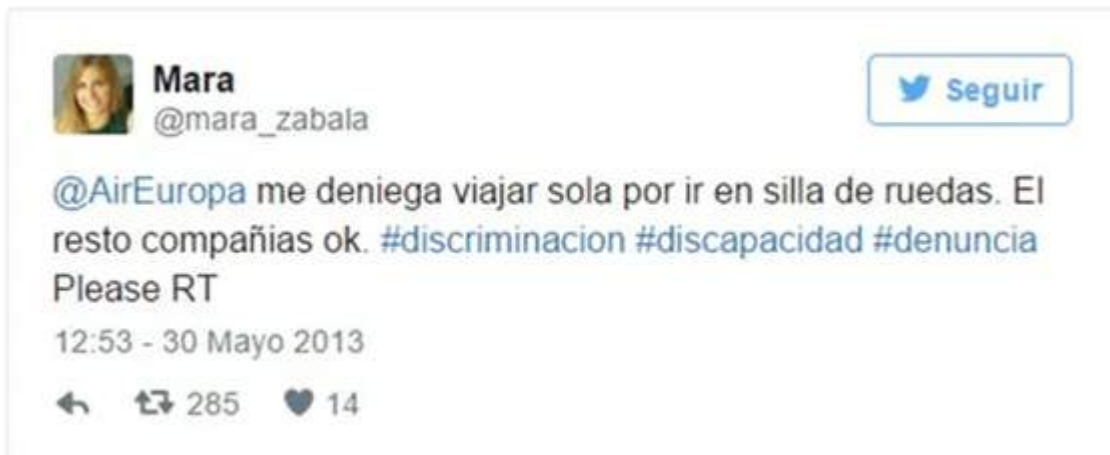 Mara
@mara_zabala
Seguir
@AirEuropa me deniega viajar sola por ir en silla de ruedas. El
resto compañias ok. #discriminacion #discapacidad #denuncia
Please RT
12:53 - 30 Mayo 2013
285 14